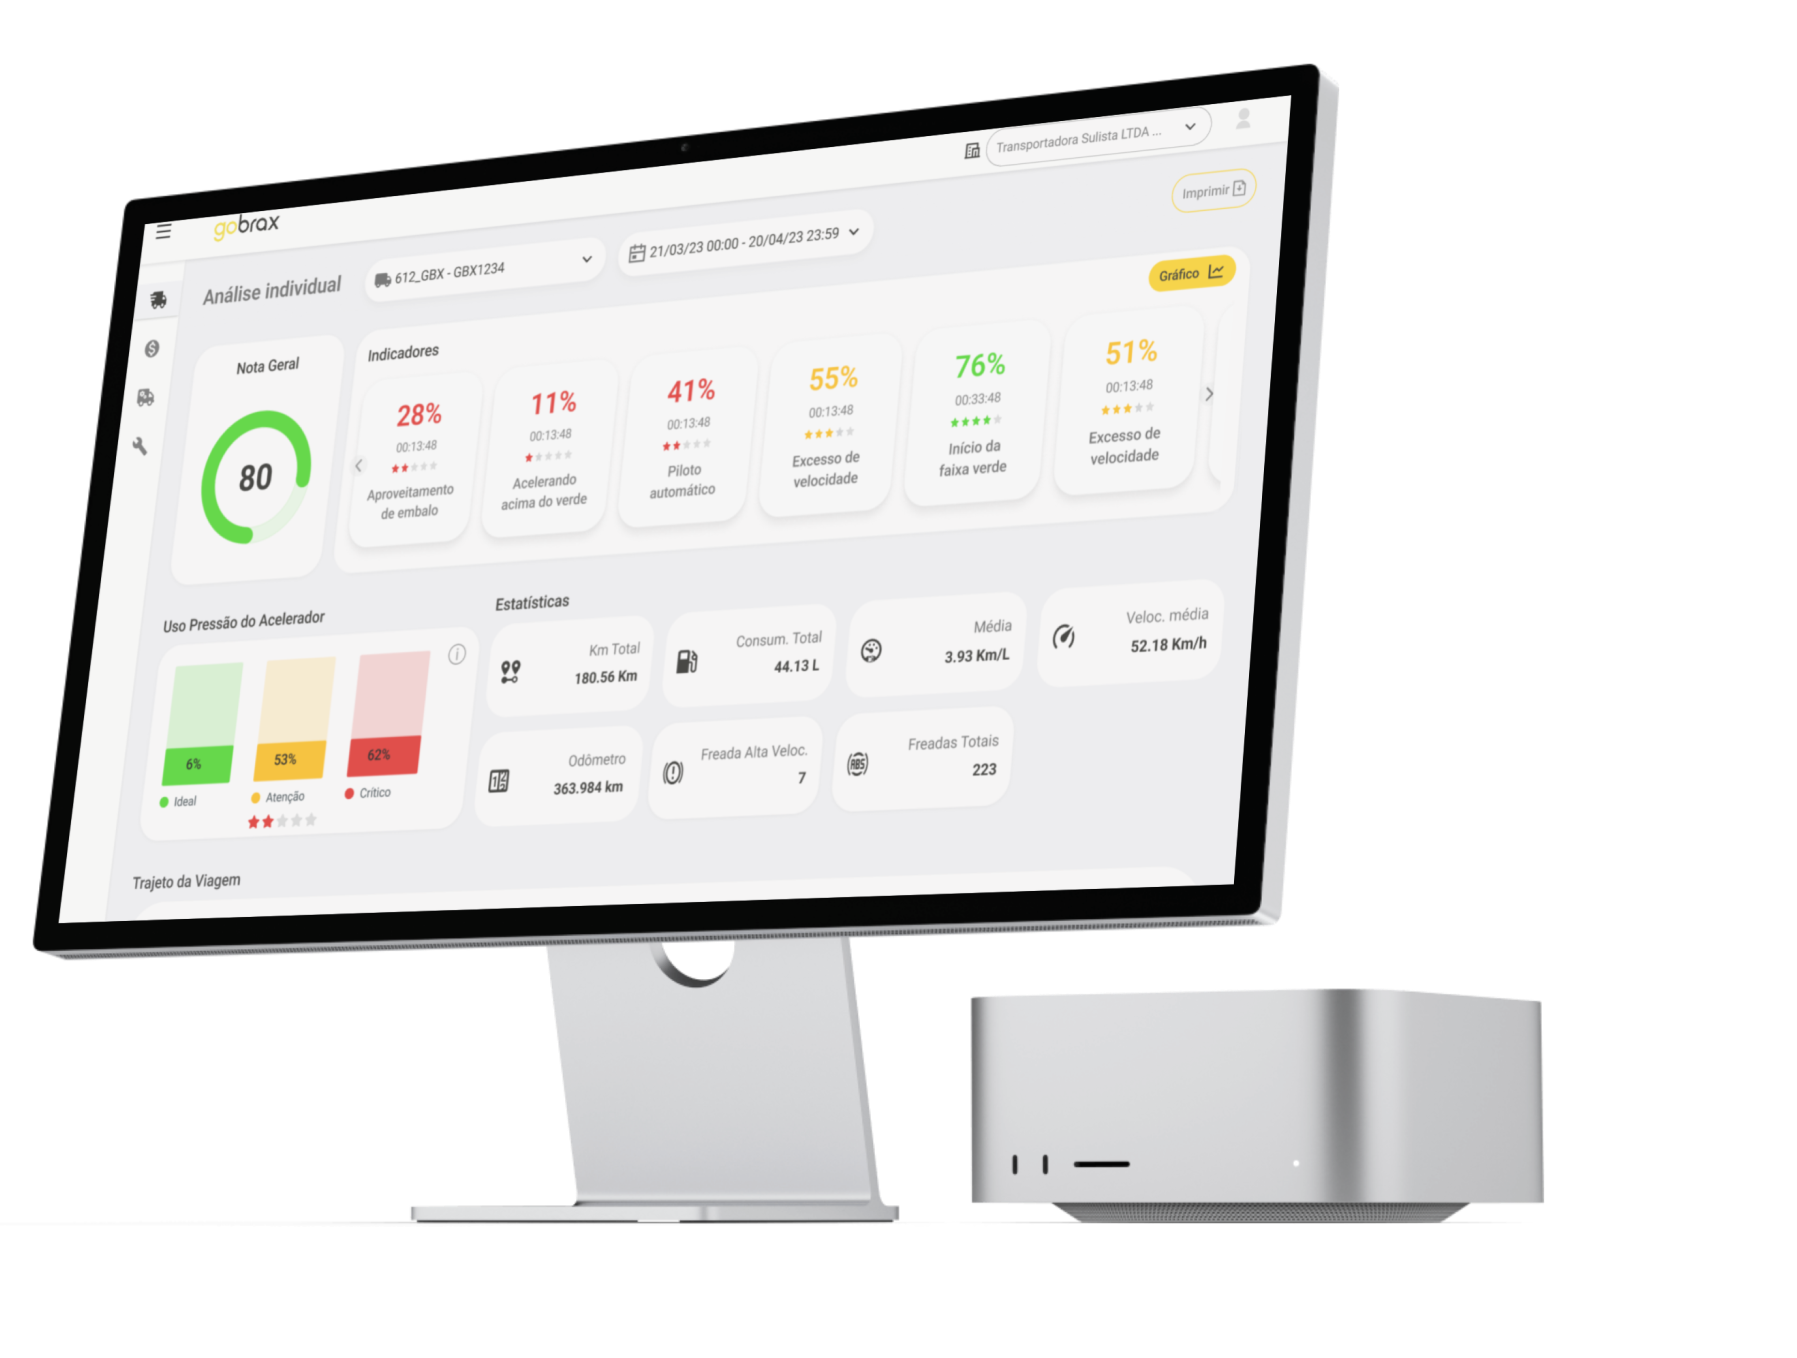 Transportadora Sulista LTDA ...
gobrax
Imprimir
Análise individual
612_GBX - GBX1234
21/03/23 00:00 - 20/04/23 23:59
Gráfico
Nota Geral
80
Indicadores
28%
00:13:48
Aproveitamento
de embalo
11%
00:13:48
Acelerando
acima do verde
41%
00:13:48
Piloto
automático
55%
00:13:48
Excesso de
velocidade
76%
00:33:48
Início da
faixa verde
51%
00:13:48
Excesso de
velocidade
Uso Pressão do Acelerador
6%
53%
62%
Ideal
Atenção
Crítico
Estatísticas
Km Total
180.56 Km
Consum. Total
44.13 L
Média
3.93 Km/L
Veloc. média
52.18 Km/h
Odômetro
363.984 km
Freada Alta Veloc.
7
ABS
Freadas Totais
223
Trajeto da Viagem